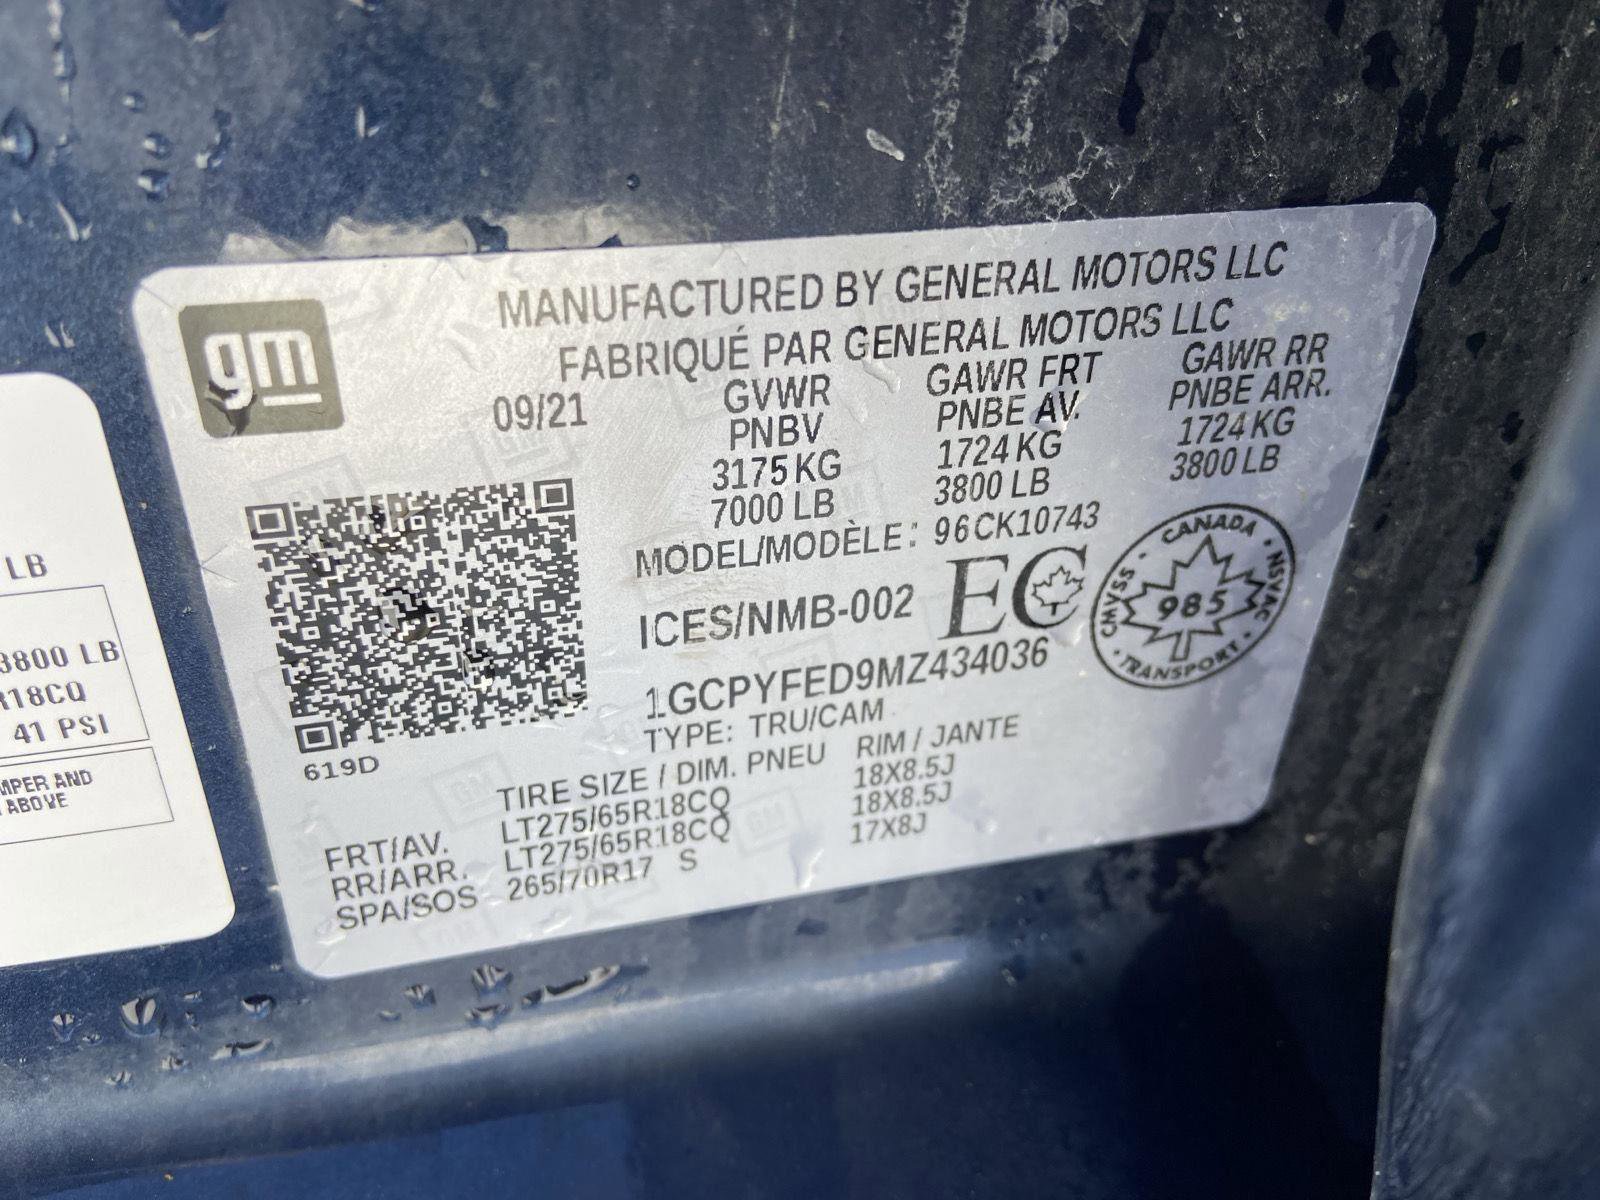 gm
MANUFACTURED BY GENERAL MOTORS LLC
FABRIQUÉ PAR GENERAL MOTORS LLC
09/21
GVWR
PNBV
3175 KG
7000 LB
GAWR FRT
PNBE AV.
1724 KG
3800 LB
GAWR RR
PNBE ARR.
1724 KG
3800 LB
MODEL/MODÈLE: 96CK10743
ICES/NMB-002 EC
CANADA
CMVSS • NSVAC
985
TRANSPORT
1GCPYFED9MZ434036
TYPE: TRU/CAM
619D
TIRE SIZE / DIM. PNEU RIM / JANTE
FRT/AV. LT275/65R18CQ 18X8.5J
RR/ARR. LT275/65R18CQ 18X8.5J
SPA/SOS 265/70R17 S 17X8J
LB
3800 LB
R18CQ
41 PSI
AND
ABOVE